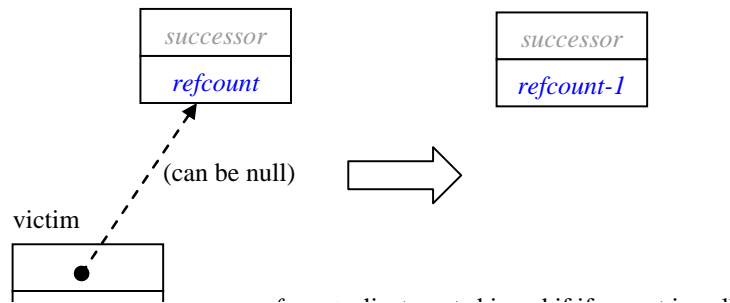 successor
refcount
successor
refcount-1
(can be null)
victim